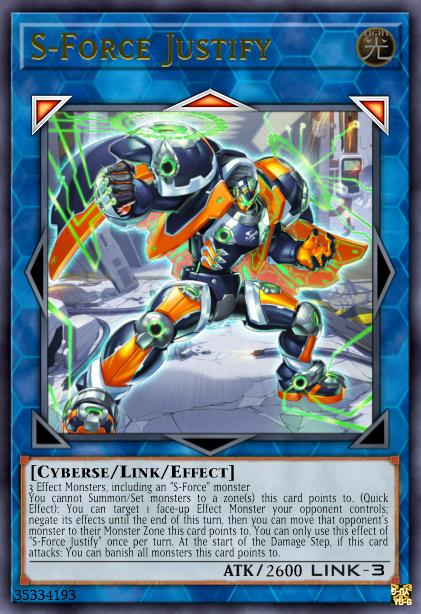 S-Force Justify
LIGHT
光
[Cyberse/Link/Effect]
3 Effect Monsters, including an "S-Force" monster
You cannot Summon/Set monsters to a zone(s) this card points to. (Quick
Effect): You can target 1 face-up Effect Monster your opponent controls;
negate its effects until the end of this turn, then you can move that opponent's
monster to their Monster Zone this card points to. You can only use this effect of
"S-Force Justify" once per turn. At the start of the Damage Step, if this card
attacks: You can banish all monsters this card points to.
ATK/2600 LINK-3
35334193